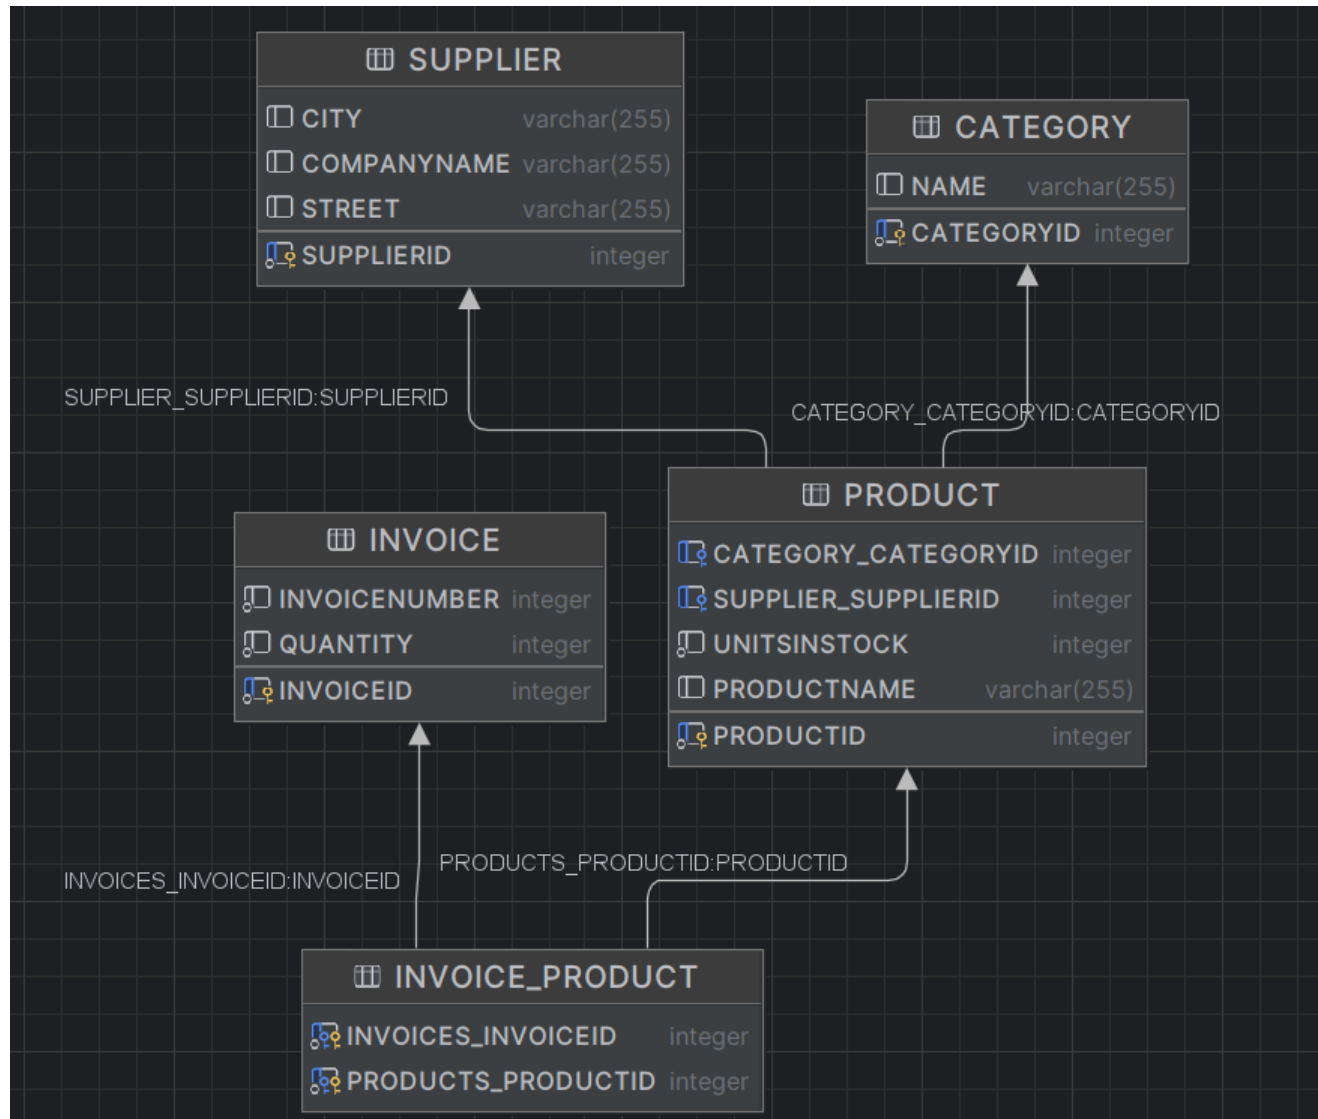 SUPPLIER
CITY varchar(255)
COMPANYNAME varchar(255)
STREET varchar(255)
SUPPLIERID integer
CATEGORY
NAME varchar(255)
CATEGORYID integer
SUPPLIER_SUPPLIERID:SUPPLIERID
CATEGORY_CATEGORYID:CATEGORYID
INVOICE
INVOICENUMBER integer
QUANTITY integer
INVOICEID integer
PRODUCT
CATEGORY_CATEGORYID integer
SUPPLIER_SUPPLIERID integer
UNITSINSTOCK integer
PRODUCTNAME varchar(255)
PRODUCTID integer
INVOICES_INVOICEID:INVOICEID
PRODUCTS_PRODUCTID:PRODUCTID
INVOICE_PRODUCT
INVOICES_INVOICEID integer
PRODUCTS_PRODUCTID integer